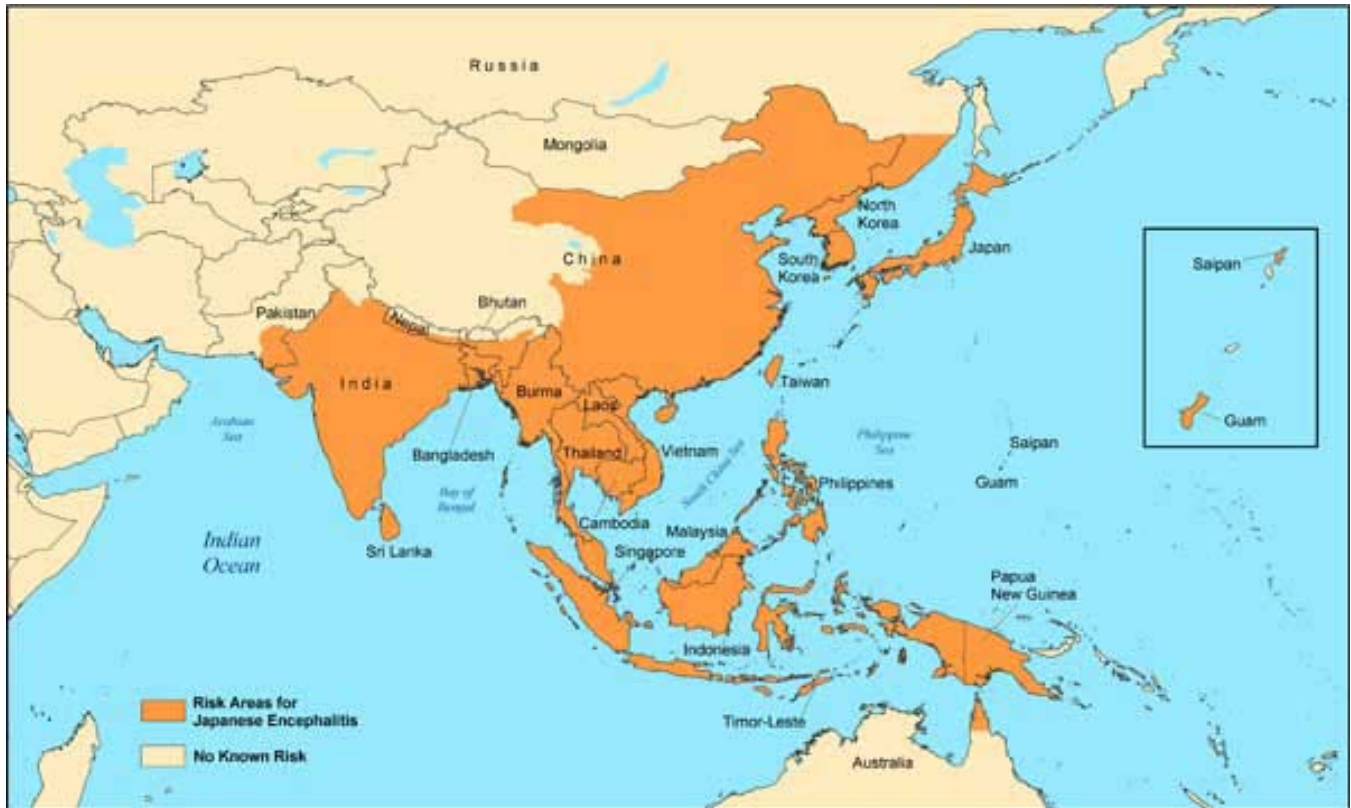 Russia
Mongolia
North
Korea
Japan
China
South
Korea
Saipan
Pakistan
Nepal
Bhutan
India
Burma
Laos
Taiwan
Guam
Arabian
Sea
Bangladesh
Bay of
Bengal
Thailand
Vietnam
South China Sea
Philippine
Sea
Saipan
Guam
Philippines
Cambodia
Malaysia
Singapore
Indian
Ocean
Sri Lanka
Papua
New Guinea
Indonesia
Timor-Leste
Australia
Risk Areas for
Japanese Encephalitis
No Known Risk